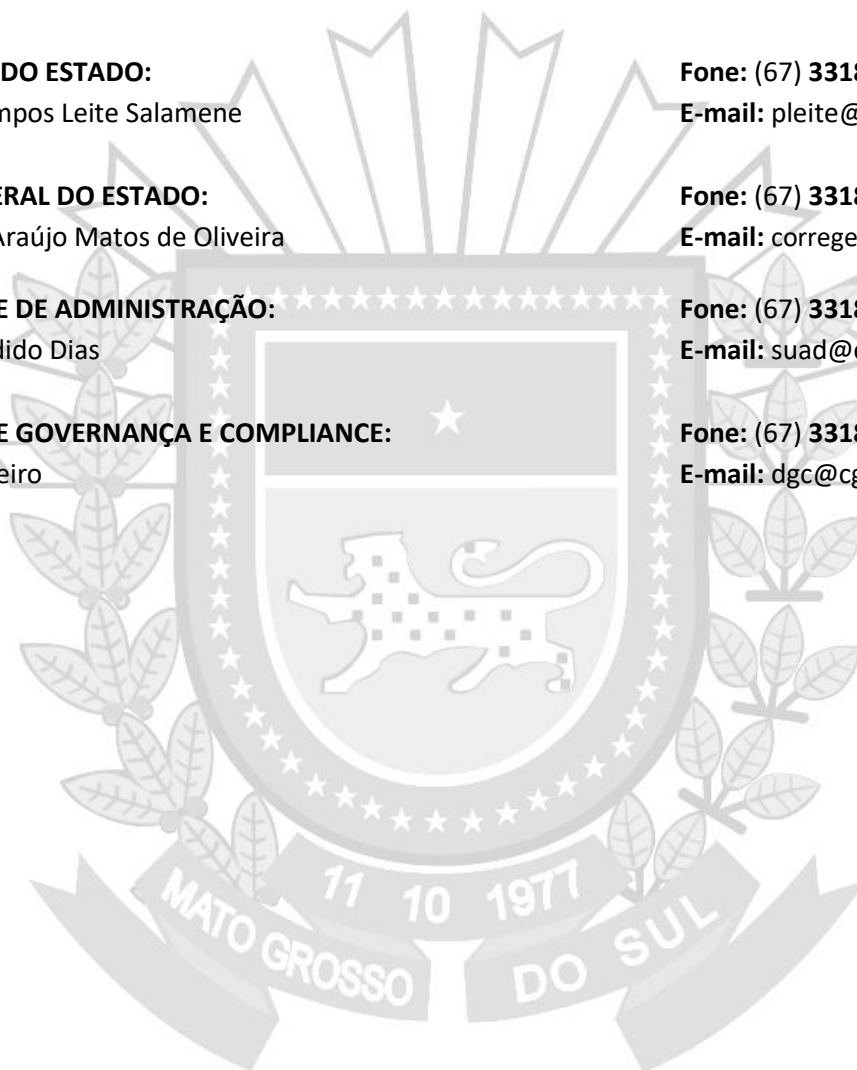 DO ESTADO: Fone: (67) 3318
mpos Leite Salamene E-mail: pleite@
ERAL DO ESTADO: Fone: (67) 3318
Araújo Matos de Oliveira E-mail: correge
E DE ADMINISTRAÇÃO: Fone: (67) 3318
dido Dias E-mail: suad@
E GOVERNANÇA E COMPLIANCE: Fone: (67) 3318
eiro E-mail: dgc@cg
11 10 1977
MATO GROSSO DO SUL